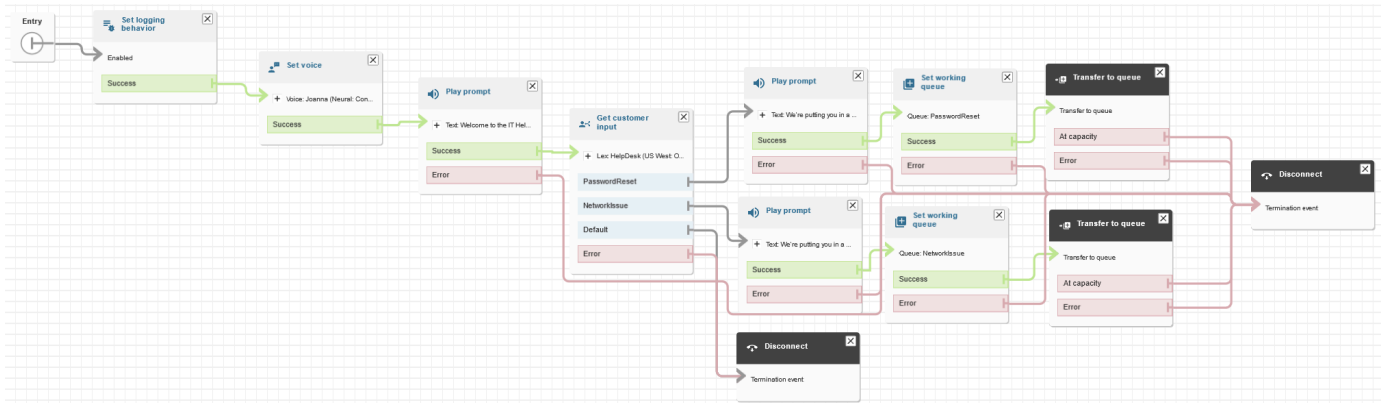 Entry
Set logging
behavior
Enabled
Success
Set voice
Voice: Joanna (Neural: Con...
Success
Play prompt
Text: Welcome to the IT Hel...
Success
Error
Get customer
input
Lex: HelpDesk (US West: O...
PasswordReset
NetworkIssue
Default
Error
Play prompt
Text: We're putting you in a ...
Success
Error
Set working
queue
Queue: PasswordReset
Success
Error
Transfer to queue
Transfer to queue
At capacity
Error
Play prompt
Text: We're putting you in a ...
Success
Error
Set working
queue
Queue: NetworkIssue
Success
Error
Transfer to queue
Transfer to queue
At capacity
Error
Disconnect
Termination event
Disconnect
Termination event